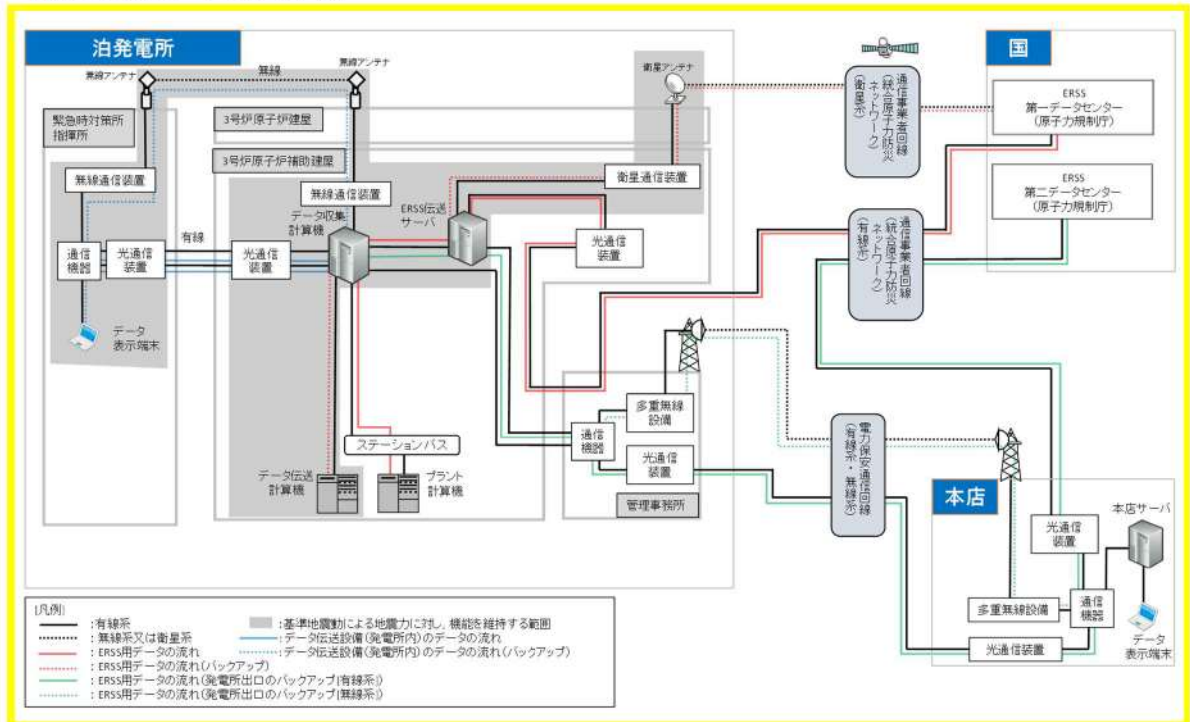 泊発電所
無線アンテナ
無線
無線アンテナ
衛星アンテナ
緊急時対策所
指揮所
3号炉原子炉建屋
3号炉原子炉補助建屋
無線通信装置
無線通信装置
衛星通信装置
データ収集
計算機
ERSS伝送
サーバ
通信
機器
光通信
装置
有線
光通信
装置
光通信
装置
データ
表示端末
ステーションバス
データ伝送
計算機
プラント
計算機
通信
機器
多重無線
設備
光通信
装置
管理事務所
通信事業者回線
(統合原子力防災
ネットワーク)
(衛星系)
通信事業者回線
(統合原子力防災
ネットワーク)
(有線系)
電力保安通信回線
(有線系・無線系)
国
ERSS
第一データセンター
(原子力規制庁)
ERSS
第二データセンター
(原子力規制庁)
本店
光通信
装置
本店サーバ
多重無線設備
通信
機器
光通信装置
データ
表示端末
[凡例]
:有線系
:無線系又は衛星系
:ERSS用データの流れ
:ERSS用データの流れ(バックアップ)
:ERSS用データの流れ(発電所出口のバックアップ[有線系])
:ERSS用データの流れ(発電所出口のバックアップ[無線系])
:基準地震動による地震力に対し、機能を維持する範囲
:データ伝送設備(発電所内)のデータの流れ
:データ伝送設備(発電所内)のデータの流れ(バックアップ)